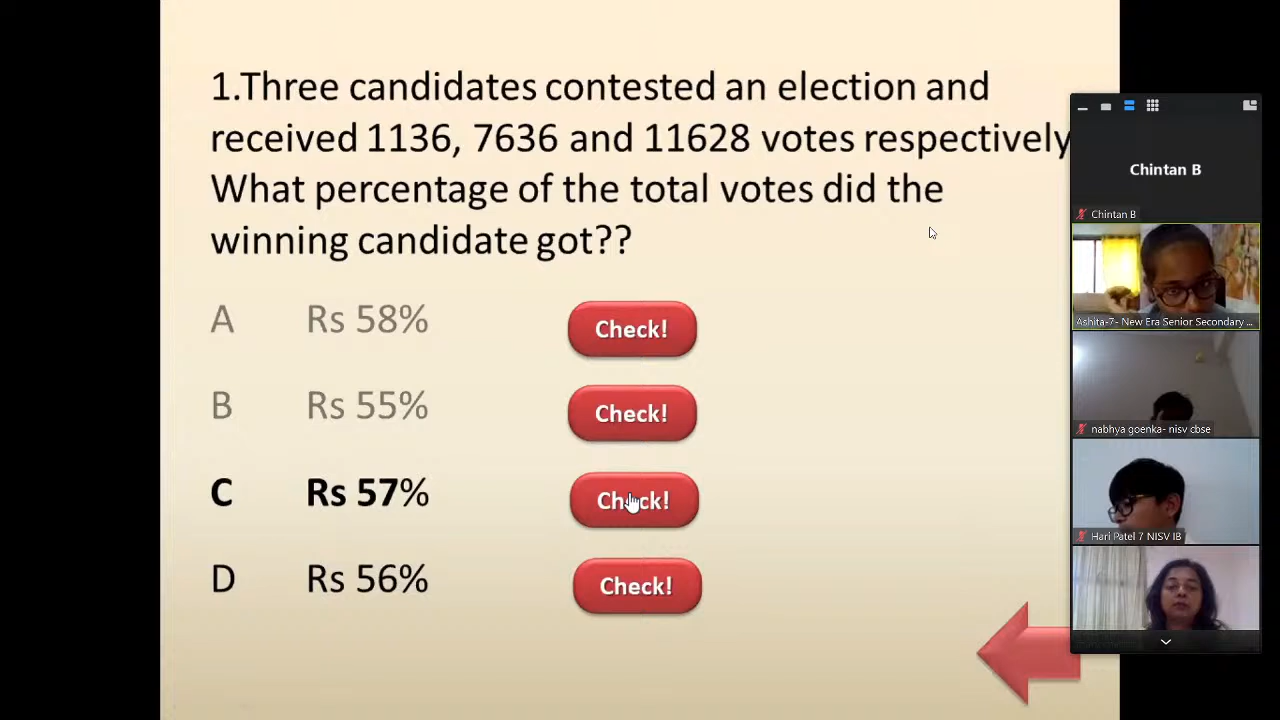 1.Three candidates contested an election and
received 1136, 7636 and 11628 votes respectively
What percentage of the total votes did the
winning candidate got??
A Rs 58% Check!
B Rs 55% Check!
C Rs 57% Check!
D Rs 56% Check!
Chintan B
Chintan B
Ashita-7- New Era Senior Secondary ...
nabhya goenka- nisv cbse
Hari Patel 7 NISV IB